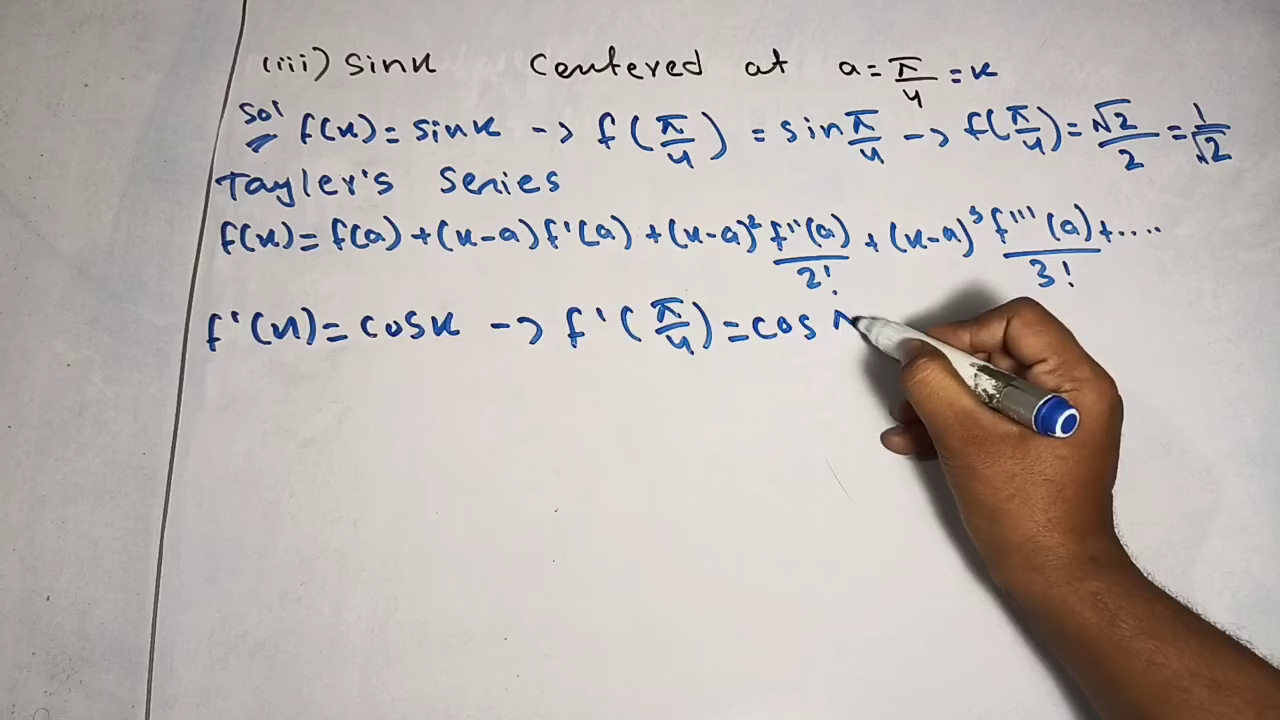 (iii) sinx centered at a = π/4 = x
Sol f(x) = sinx -> f(π/4) = sin π/4 -> f(π/4) = √2/2 = 1/√2
Tayler's Series
f(x) = f(a) + (x-a) f'(a) + (x-a)² f''(a)/2! + (x-a)³ f'''(a)/3! + ....
f'(x) = cosx -> f'(π/4) = cos